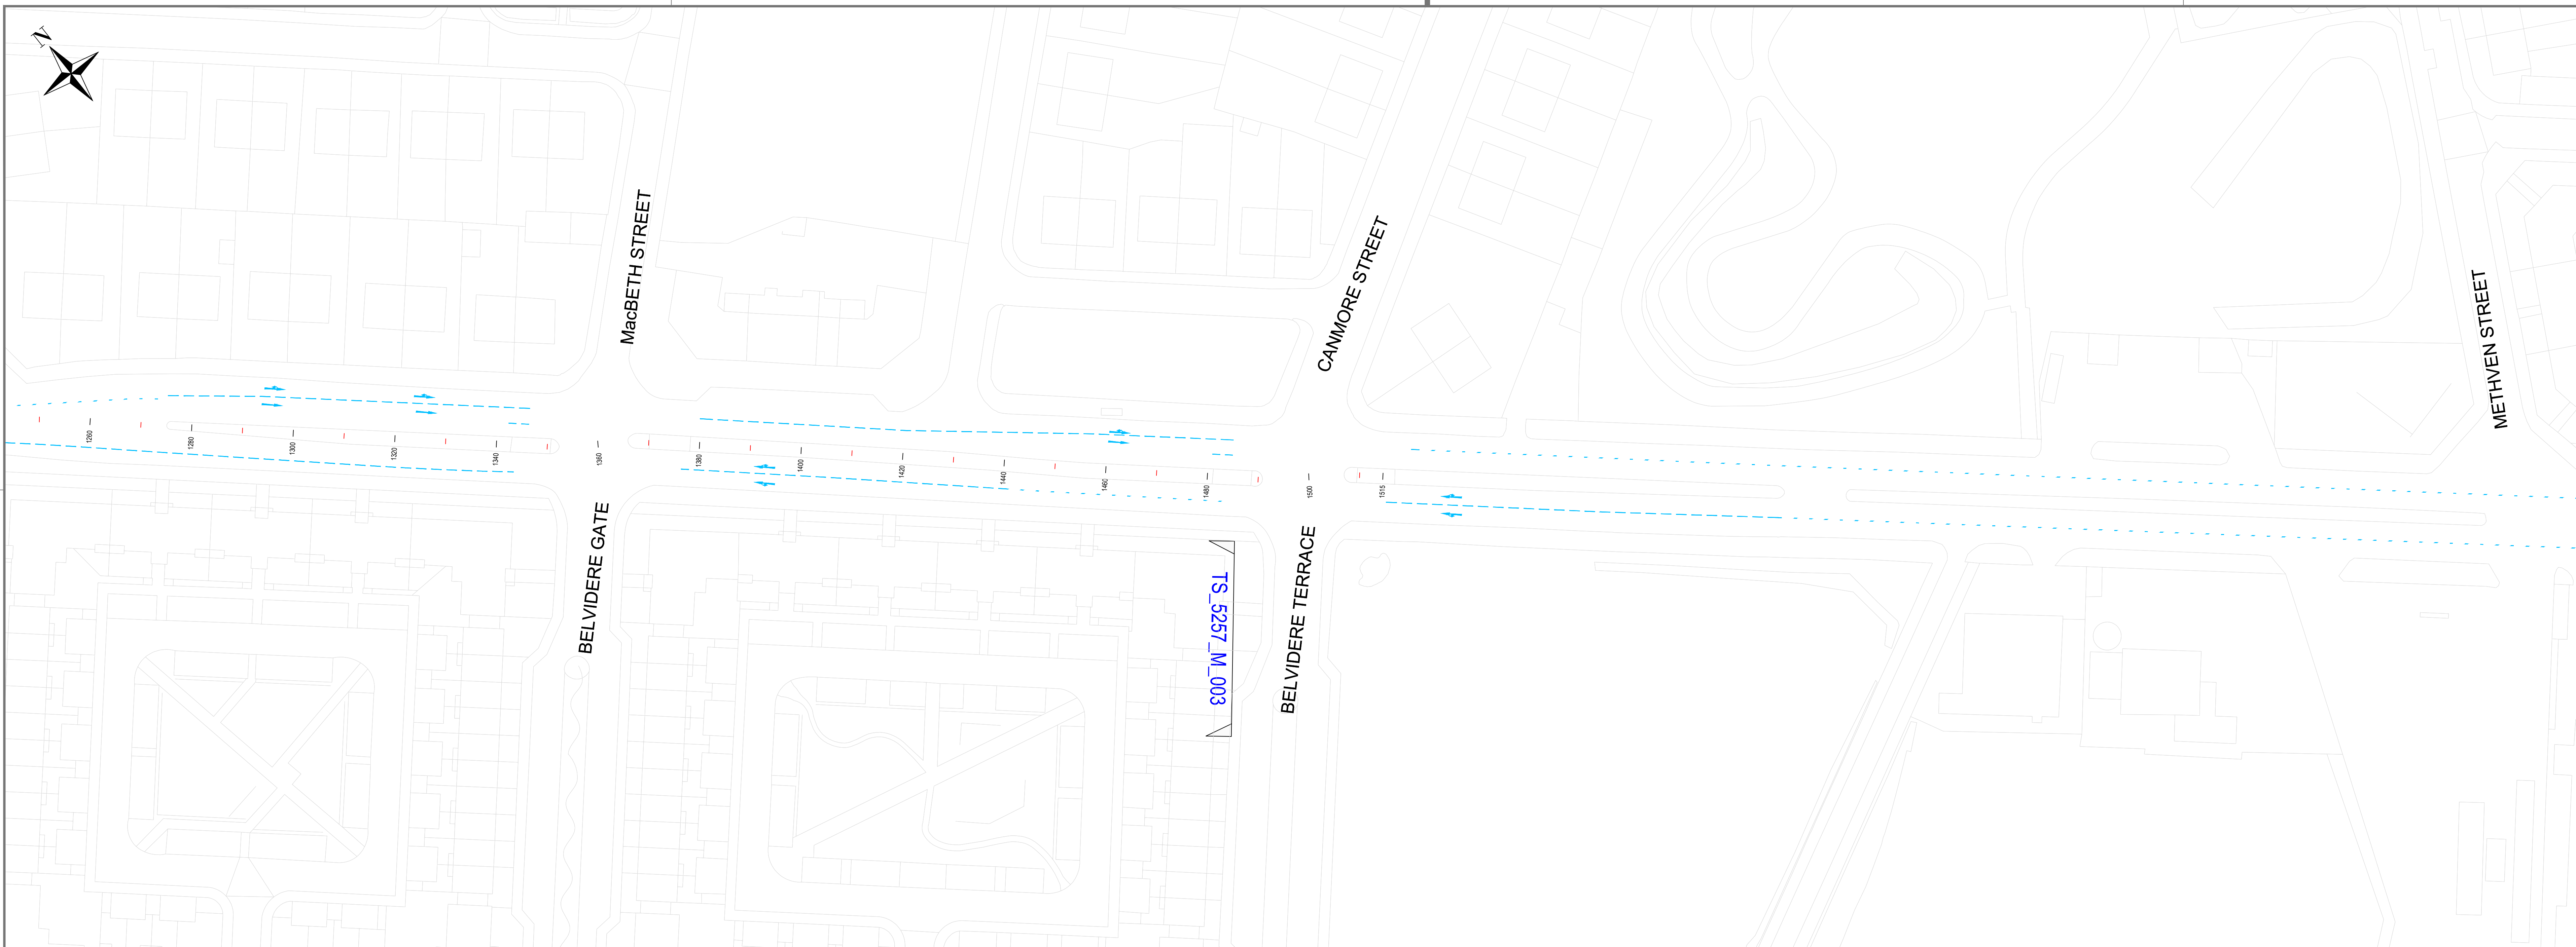 N
MacBETH STREET
CANMORE STREET
METHVEN STREET
1260
1280
1300
1320
1340
1360
1380
1400
1420
1440
1460
1480
1500
1515
BELVIDERE GATE
TS_5257_M_003
BELVIDERE TERRACE